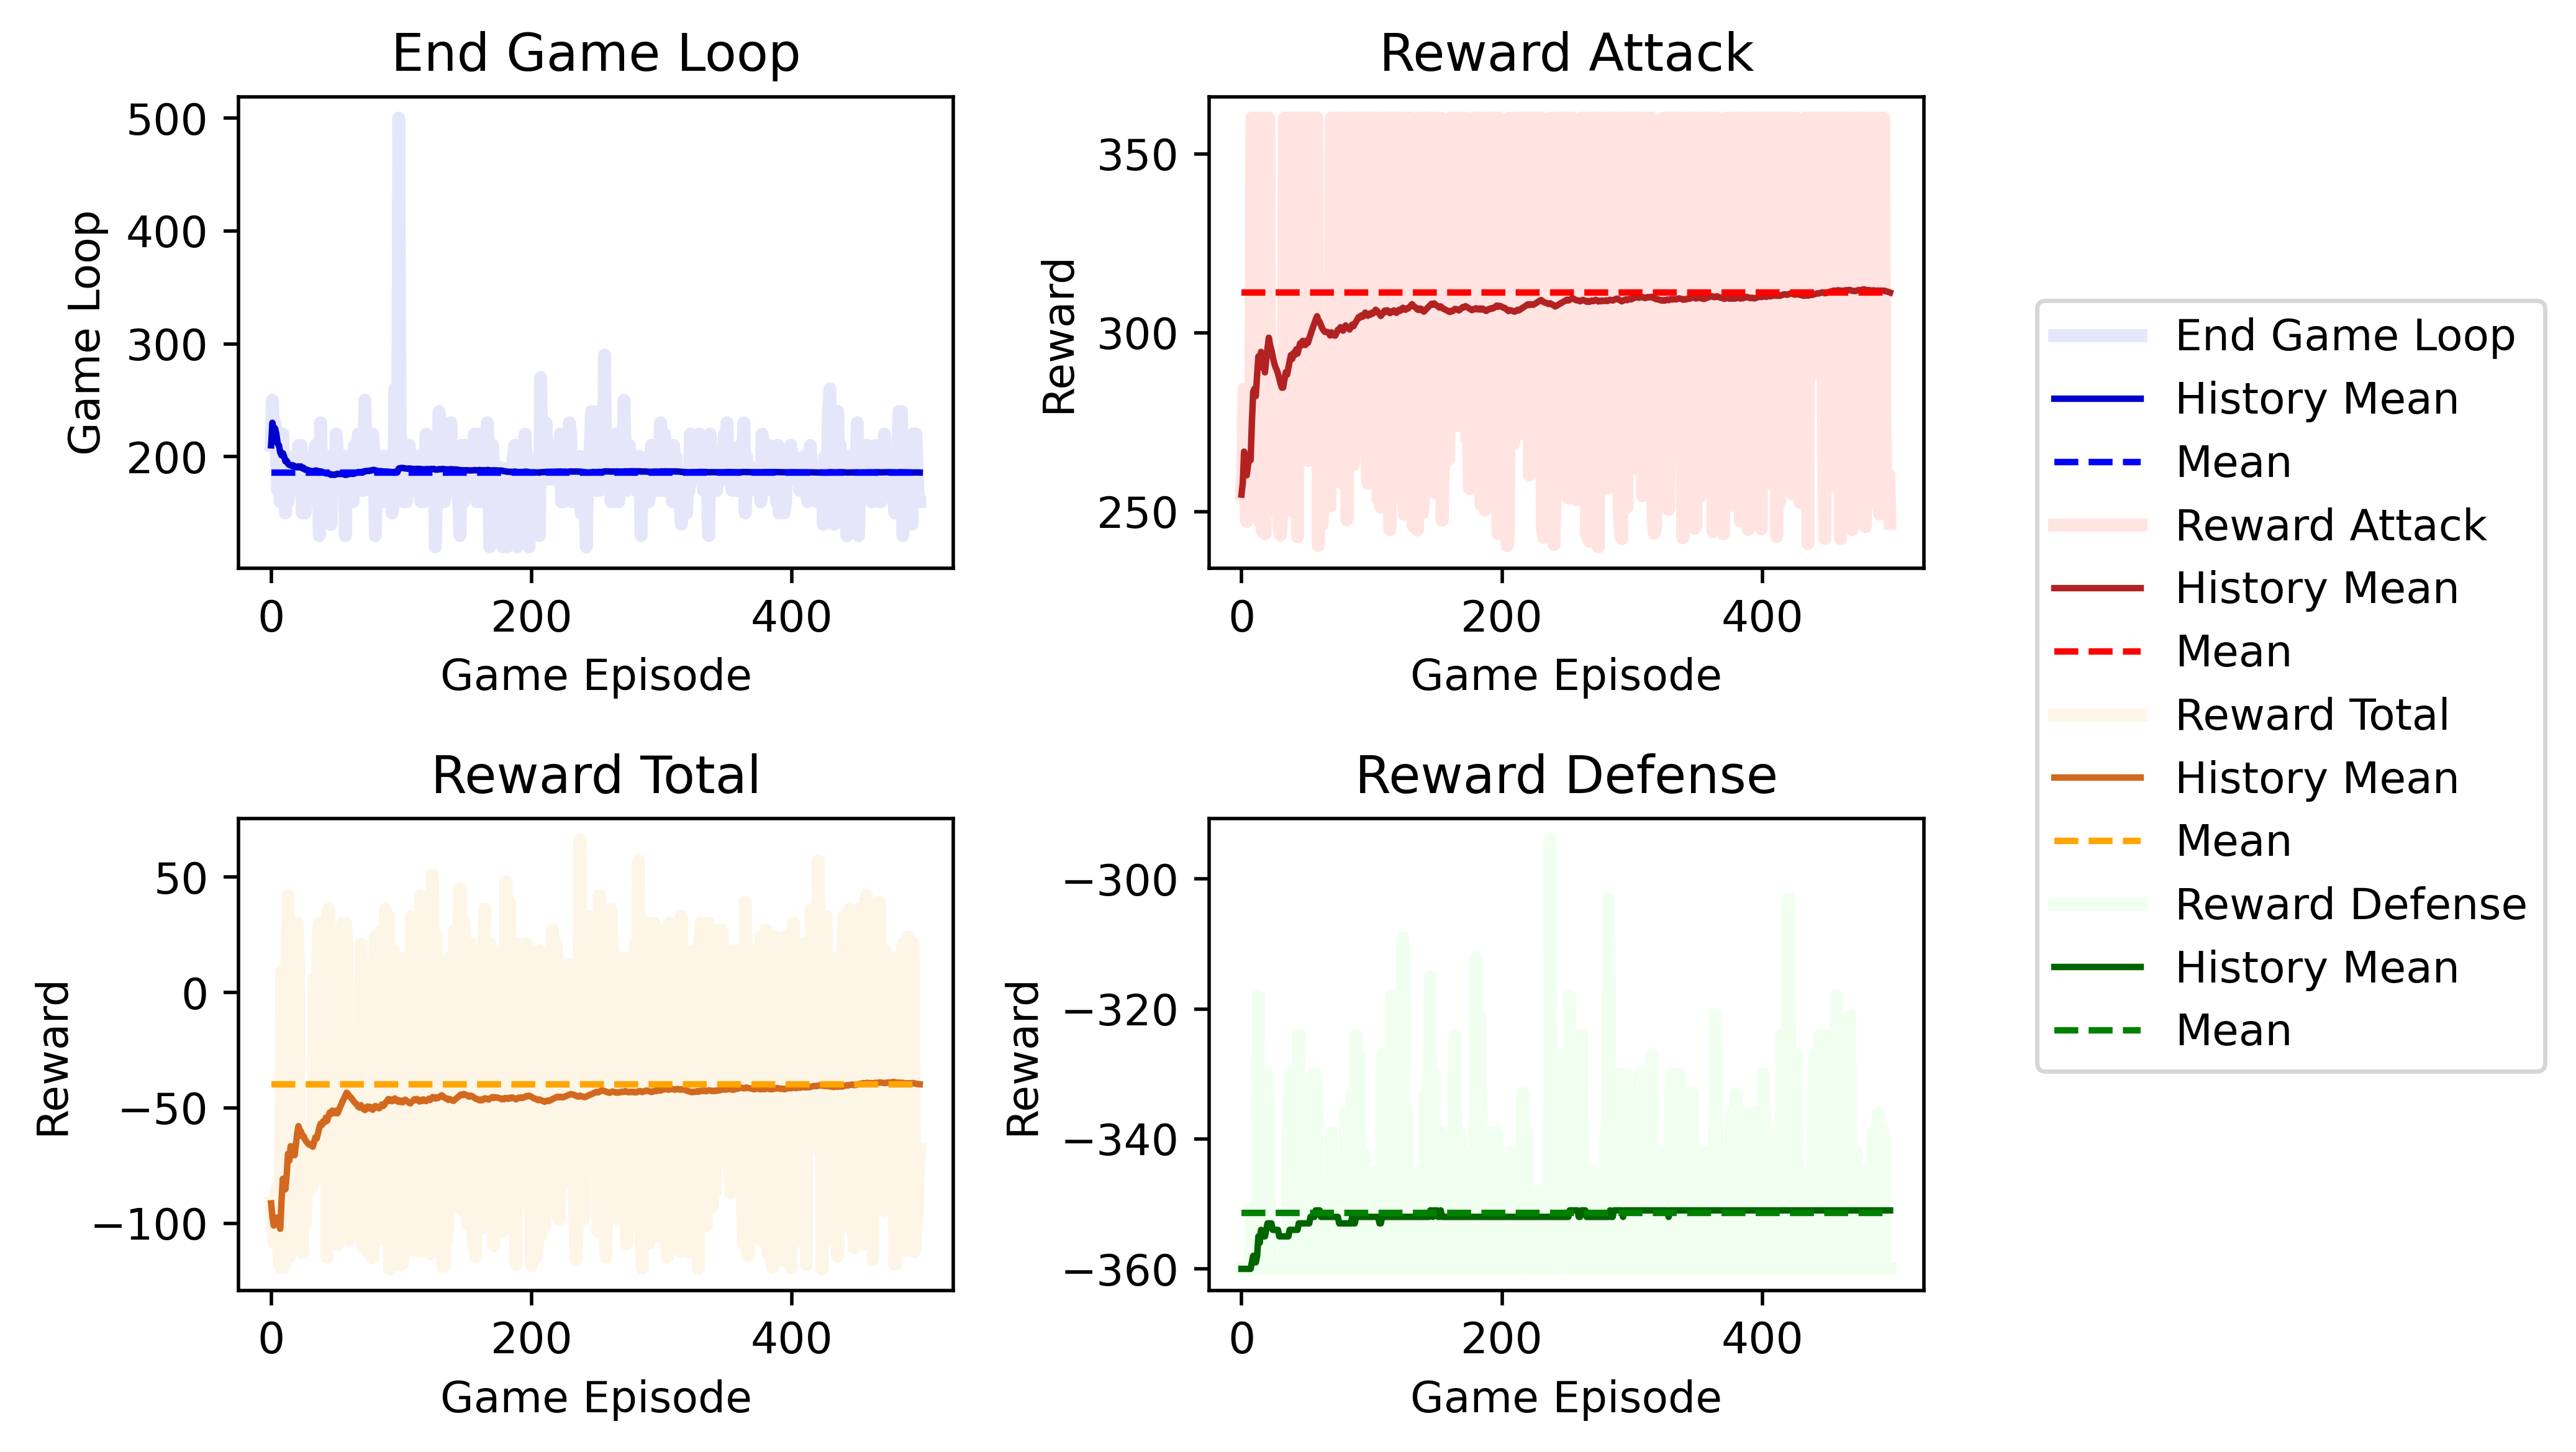 End Game Loop
500
400
300
200
Game Loop
0 200 400
Game Episode
Reward Attack
350
300
250
Reward
0 200 400
Game Episode
Reward Total
50
0
−50
−100
Reward
0 200 400
Game Episode
Reward Defense
−300
−320
−340
−360
Reward
0 200 400
Game Episode
End Game Loop
History Mean
Mean
Reward Attack
History Mean
Mean
Reward Total
History Mean
Mean
Reward Defense
History Mean
Mean